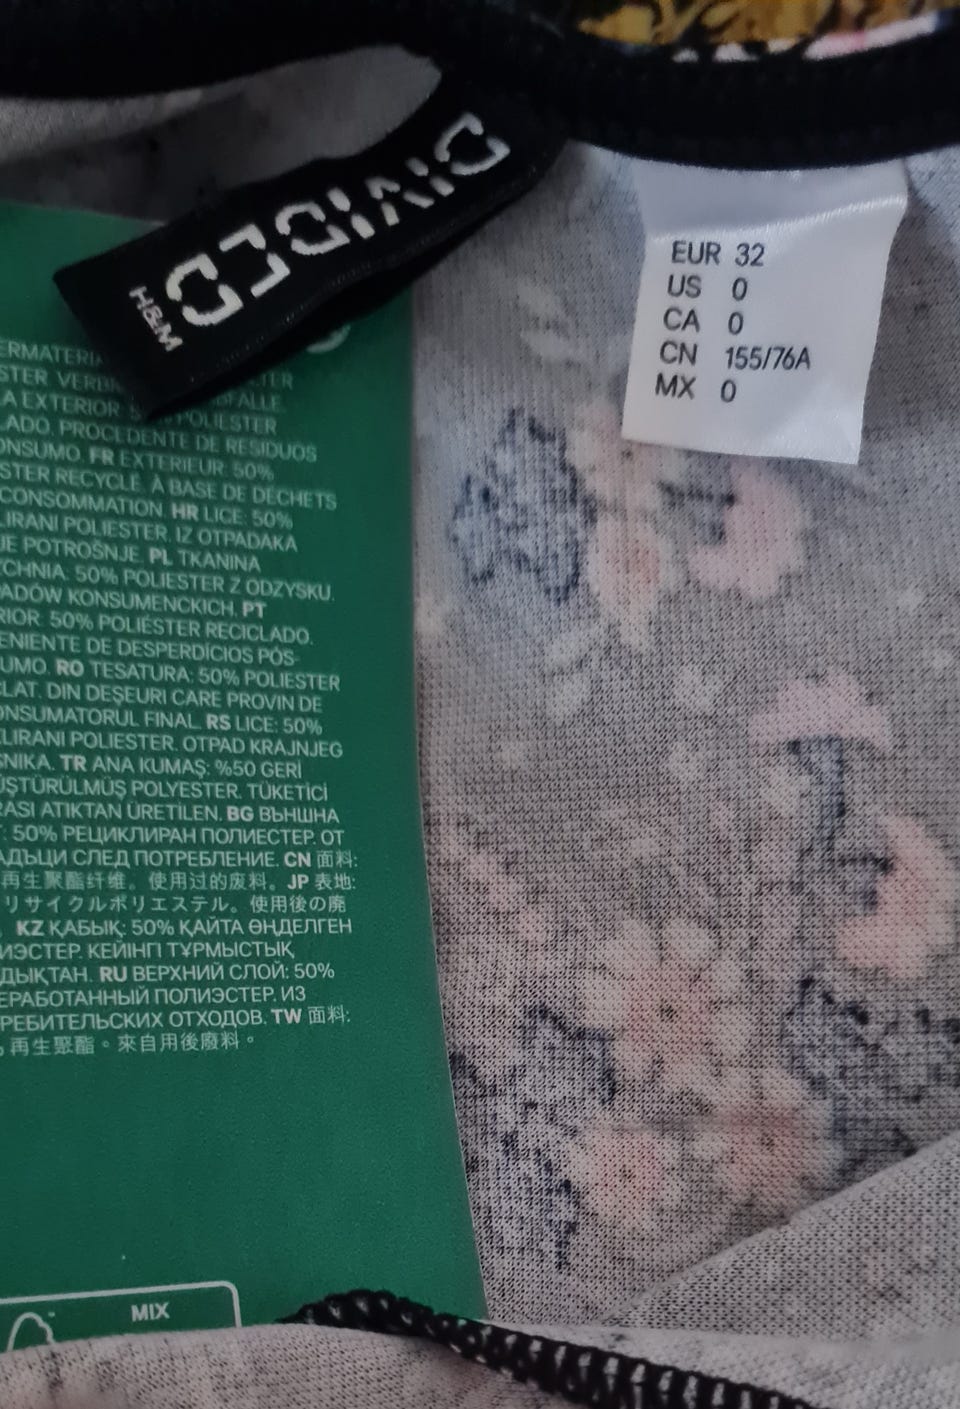 DIVIDED
H&M
EUR 32
US 0
CA 0
CN 155/76A
MX 0
ERMATERIA
STER VERB
A EXTERIOR POLIESTER
LADO. PROCEDENTE DE RESIDUOS
ONSUMO. FR EXTERIEUR: 50%
STER RECYCLÉ, À BASE DE DÉCHETS
CONSOMMATION. HR LICE: 50%
LIRANI POLIESTER. IZ OTPADAKA
JE POTROŠNJE. PL TKANINA
ZCHNIA: 50% POLIESTER Z ODZYSKU.
PADÓW KONSUMENCKICH. PT
RIOR: 50% POLIÉSTER RECICLADO.
ENIENTE DE DESPERDÍCIOS PÓS-
UMO. RO TESATURA: 50% POLIESTER
CLAT. DIN DEȘEURI CARE PROVIN DE
ONSUMATORUL FINAL. RS LICE: 50%
LIRANI POLIESTER. OTPAD KRAJNJEG
SNIKA. TR ANA KUMAŞ: %50 GERİ
ÜŞTÜRÜLMÜŞ POLYESTER. TÜKETİCİ
RASI ATIKTAN ÜRETİLEN. BG ВЪНШНА
: 50% РЕЦИКЛИРАН ПОЛИЕСТЕР. ОТ
АДЪЦИ СЛЕД ПОТРЕБЛЕНИЕ. CN 面料:
再生聚酯纤维。使用过的废料。JP 表地:
リサイクルポリエステル。使用後の廃
KZ ҚАБЫҚ: 50% ҚАЙТА ӨҢДЕЛГЕН
ИЭСТЕР. КЕЙІНГІ ТҰРМЫСТЫҚ
ДЫҚТАН. RU ВЕРХНИЙ СЛОЙ: 50%
ЕРАБОТАННЫЙ ПОЛИЭСТЕР. ИЗ
РЕБИТЕЛЬСКИХ ОТХОДОВ. TW 面料:
再生聚酯。來自用後廢料。
MIX